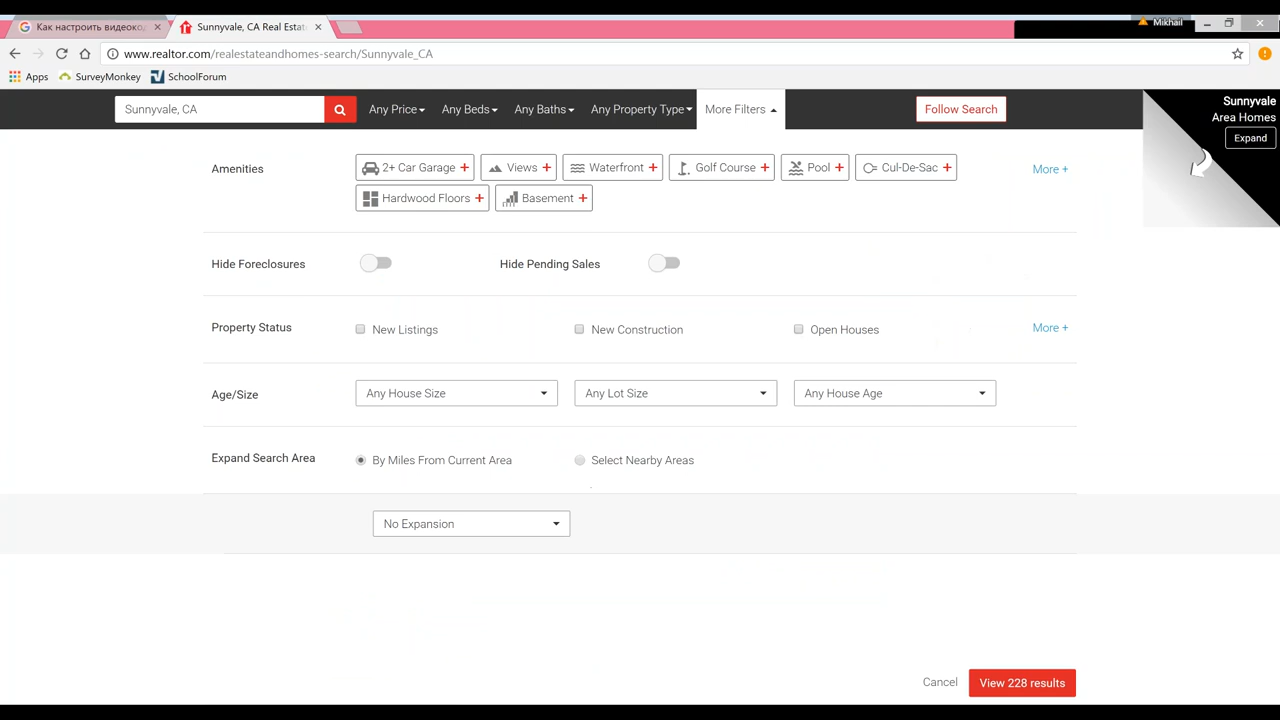 Как настроить видеокод
Sunnyvale, CA Real Estat
Mikhail
www.realtor.com/realestateandhomes-search/Sunnyvale_CA
Apps SurveyMonkey SchoolForum
Sunnyvale, CA Any Price Any Beds Any Baths Any Property Type More Filters Follow Search
Sunnyvale
Area Homes
Expand
Amenities 2+ Car Garage + Views + Waterfront + Golf Course + Pool + Cul-De-Sac + More +
Hardwood Floors + Basement +
Hide Foreclosures Hide Pending Sales
Property Status New Listings New Construction Open Houses More +
Age/Size Any House Size Any Lot Size Any House Age
Expand Search Area By Miles From Current Area Select Nearby Areas
No Expansion
Cancel View 228 results